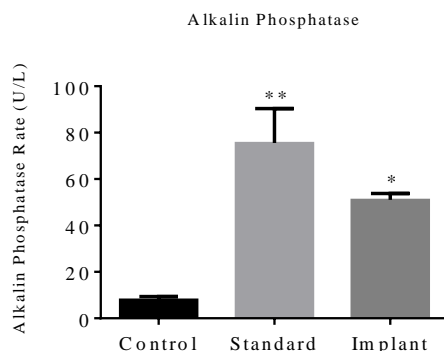 Alkalin Phosphatase
Alkalin Phosphatase Rate (U/L)
100
80
60
40
20
0
**
*
Control Standard Implant